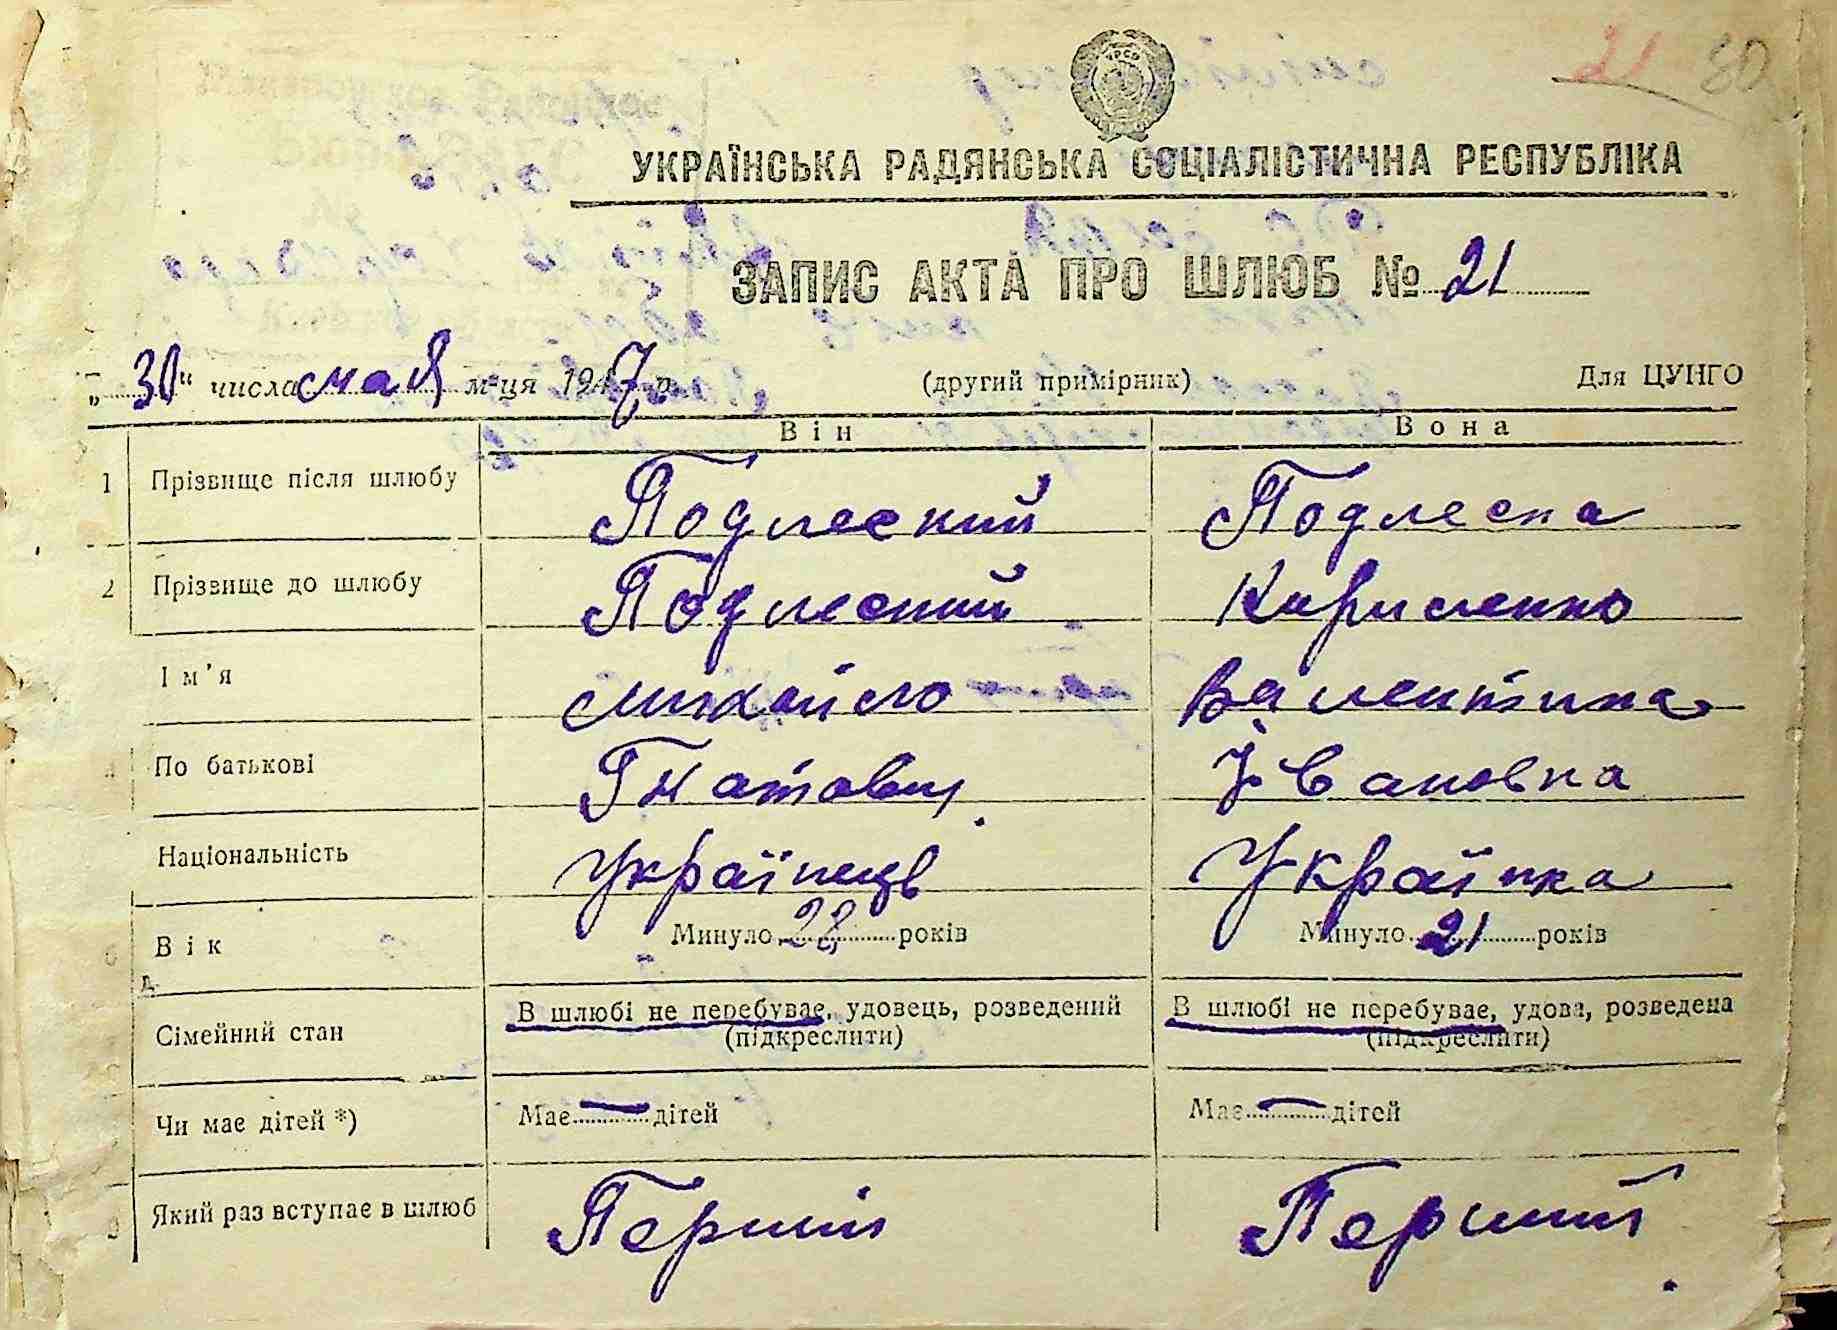 21 80
УРСР
УКРАЇНСЬКА РАДЯНСЬКА СОЦІАЛІСТИЧНА РЕСПУБЛІКА
ЗАПИС АКТА ПРО ШЛЮБ № 21
„30“ числа мая м-ця 1947 р.
(другий примірник)
Для ЦУНГО
Він Вона
1 Прізвище після шлюбу Подлесний Подлесна
2 Прізвище до шлюбу Подлесний Кириленко
Ім'я Михайло Валентина
4 По батькові Гнатович Івановна
Національність Українець Українка
6 Вік Минуло 22 років Минуло 21 років
Сімейний стан В шлюбі не перебуває, удовець, розведений (підкреслити) В шлюбі не перебуває, удова, розведена (підкреслити)
Чи має дітей *) Має — дітей Має — дітей
9 Який раз вступає в шлюб Перший Перший